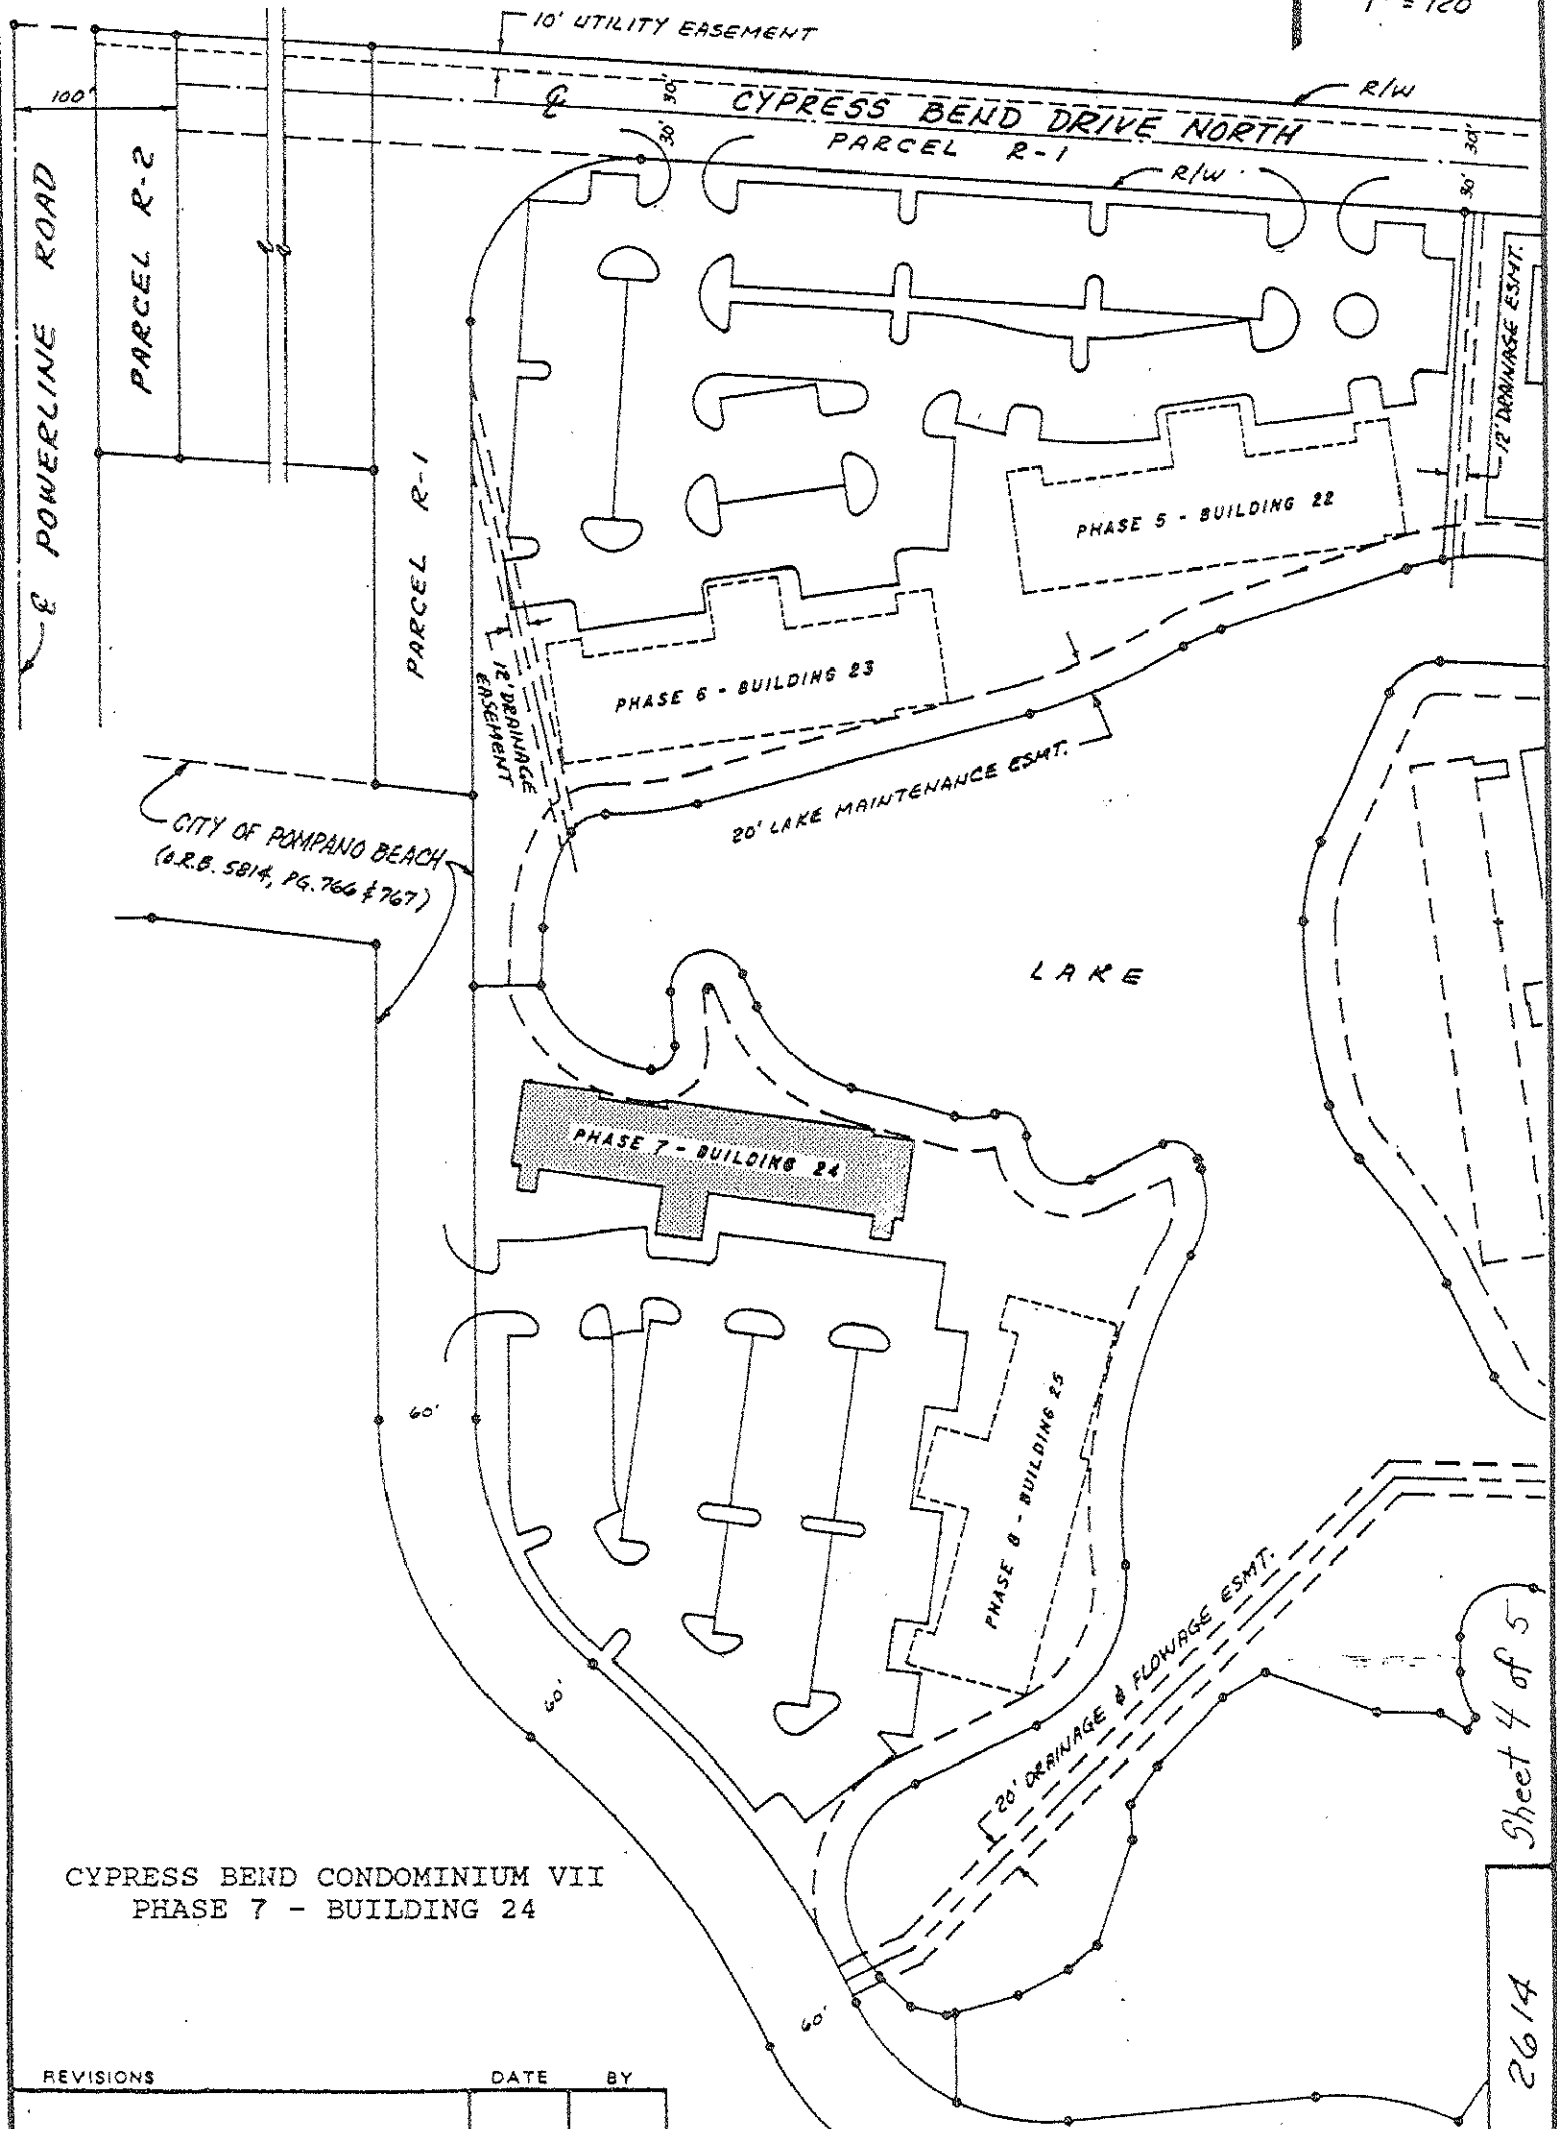 1" = 120'
10' UTILITY EASEMENT
R/W
100'
℄
30'
30'
CYPRESS BEND DRIVE NORTH
PARCEL R-1
R/W
30'
30'
℄ POWERLINE ROAD
PARCEL R-2
PARCEL R-1
12' DRAINAGE ESMT.
PHASE 5 - BUILDING 22
12' DRAINAGE
EASEMENT
PHASE 6 - BUILDING 23
20' LAKE MAINTENANCE ESMT.
CITY OF POMPANO BEACH
(O.R.B. 5814, PG. 766 & 767)
LAKE
PHASE 7 - BUILDING 24
60'
PHASE 8 - BUILDING 25
60'
20' DRAINAGE & FLOWAGE ESMT.
Sheet 4 of 5
CYPRESS BEND CONDOMINIUM VII
PHASE 7 - BUILDING 24
60'
2614
REVISIONS DATE BY